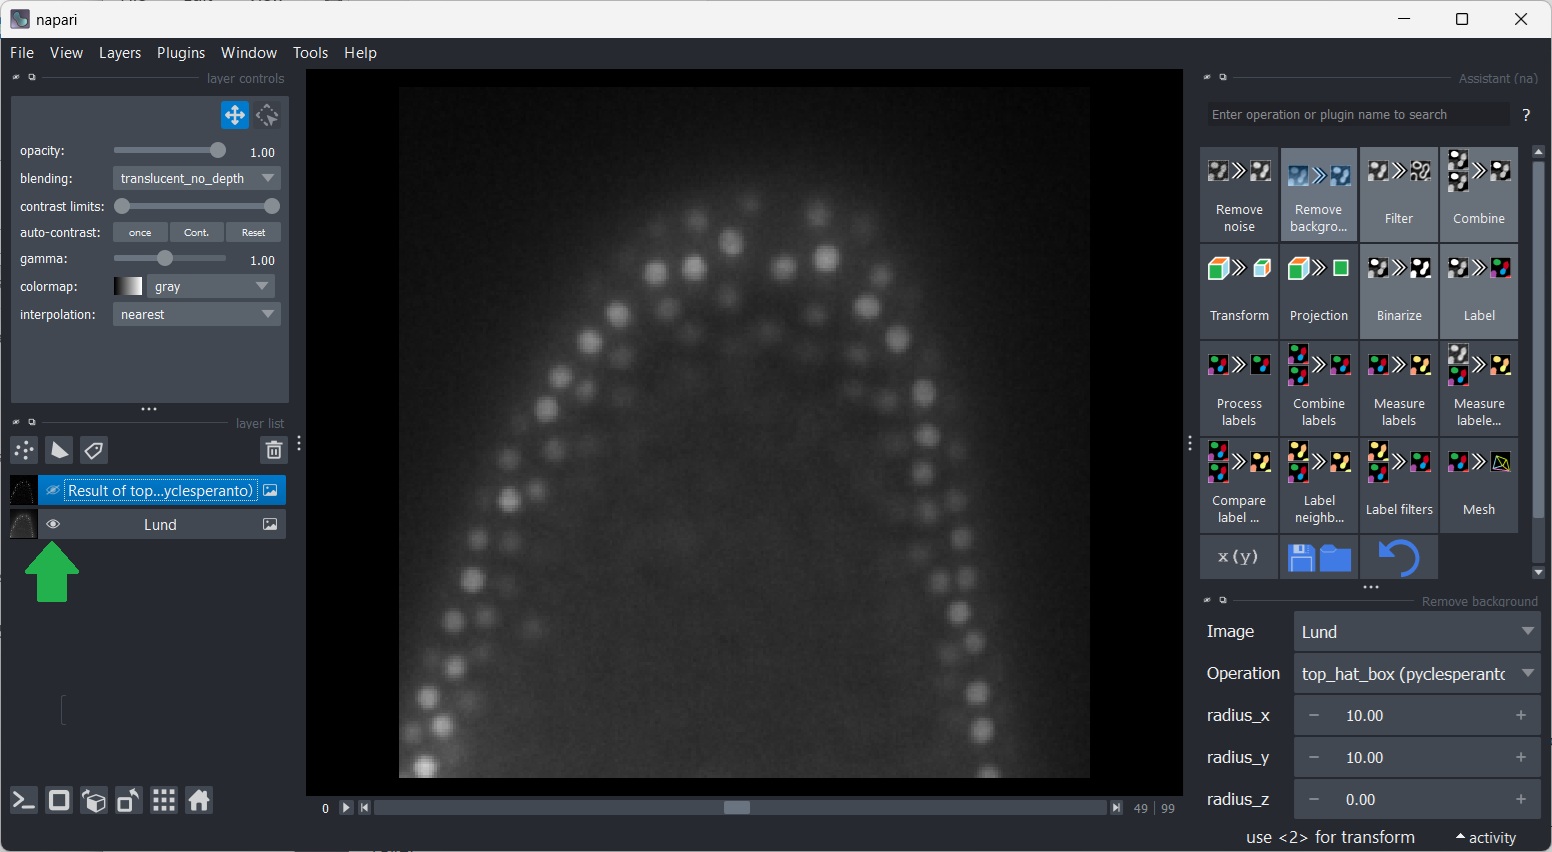 napari
File View Layers Plugins Window Tools Help
layer controls
opacity: 1.00
blending: translucent_no_depth
contrast limits:
auto-contrast: once Cont. Reset
gamma: 1.00
colormap: gray
interpolation: nearest
layer list
Result of top...yclesperanto)
Lund
0 49 99
Assistant (na)
Enter operation or plugin name to search ?
Remove noise
Remove backgro...
Filter
Combine
Transform
Projection
Binarize
Label
Process labels
Combine labels
Measure labels
Measure labele...
Compare label ...
Label neighb...
Label filters
Mesh
x(y)
Remove background
Image Lund
Operation top_hat_box (pyclesperanto
radius_x − 10.00 +
radius_y − 10.00 +
radius_z − 0.00 +
use <2> for transform activity